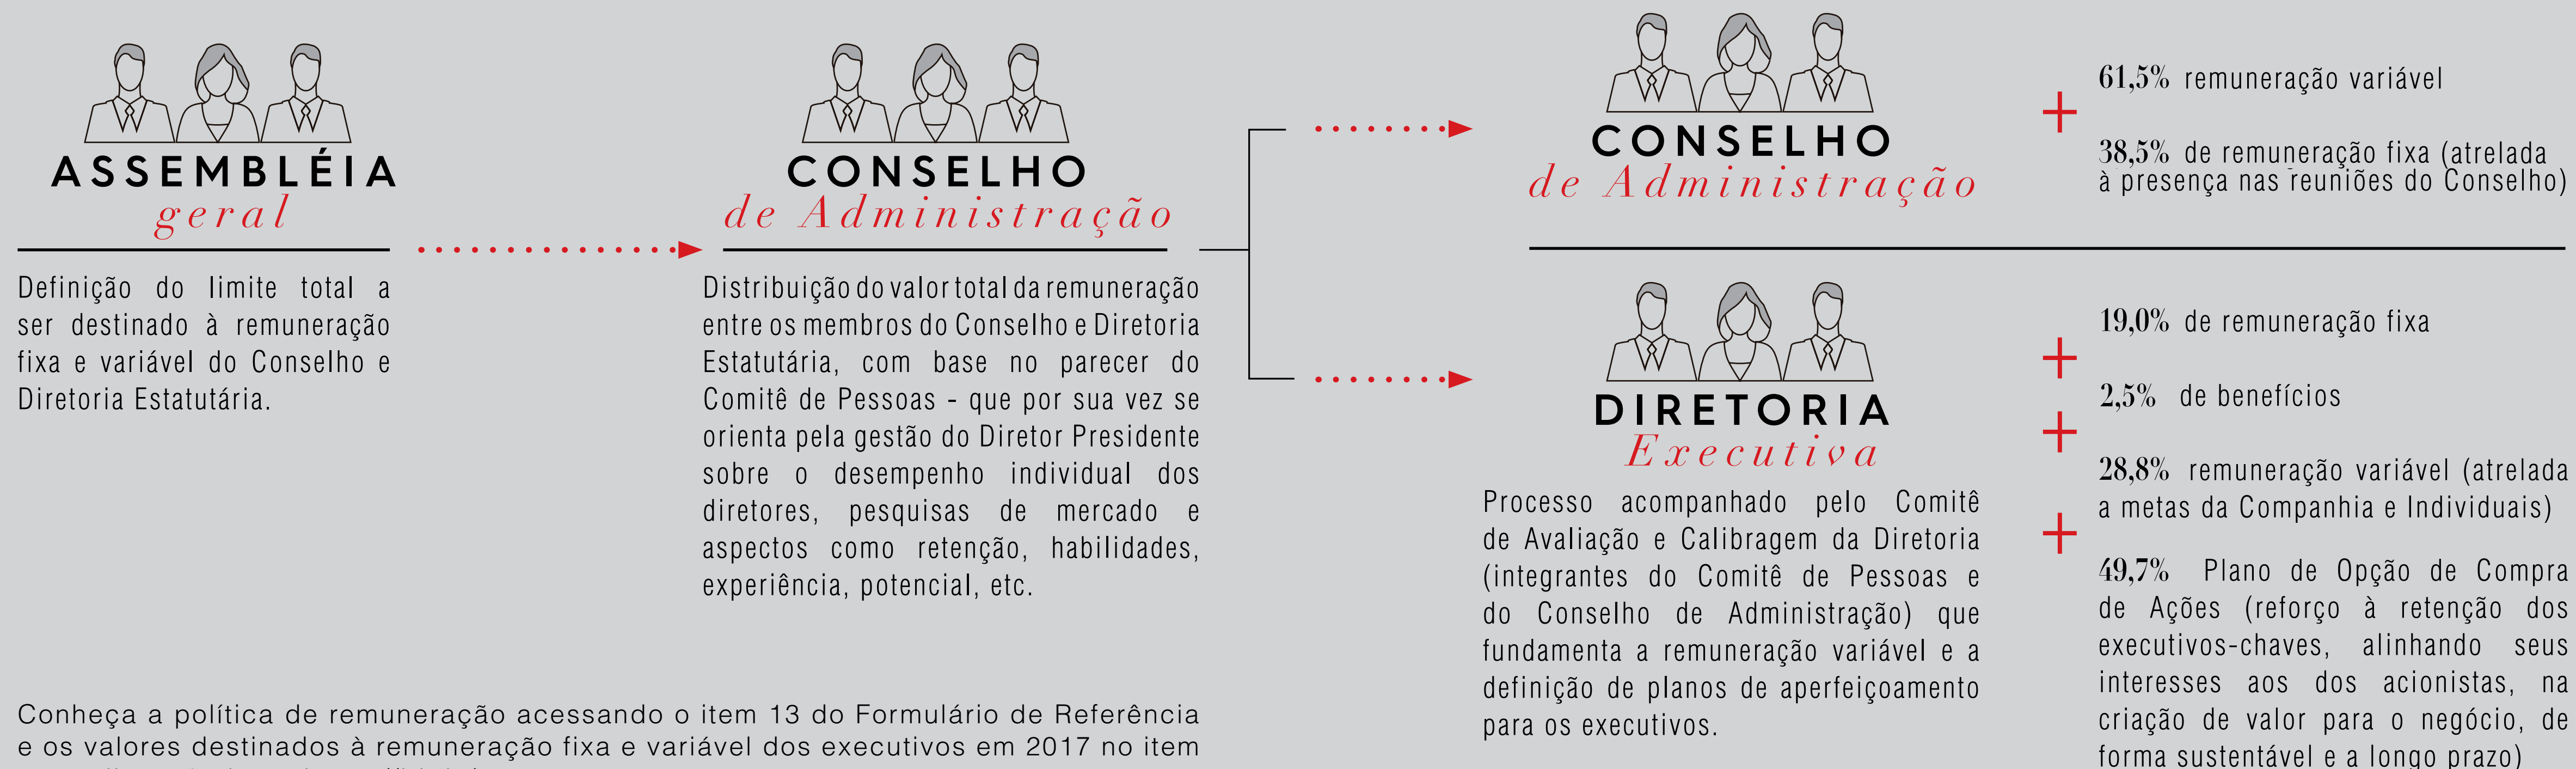 ASSEMBLÉIA
geral
Definição do limite total a
ser destinado à remuneração
fixa e variável do Conselho e
Diretoria Estatutária.
CONSELHO
de Administração
Distribuição do valor total da remuneração
entre os membros do Conselho e Diretoria
Estatutária, com base no parecer do
Comitê de Pessoas - que por sua vez se
orienta pela gestão do Diretor Presidente
sobre o desempenho individual dos
diretores, pesquisas de mercado e
aspectos como retenção, habilidades,
experiência, potencial, etc.
CONSELHO
de Administração
+
61,5% remuneração variável
38,5% de remuneração fixa (atrelada
à presença nas reuniões do Conselho)
DIRETORIA
Executiva
Processo acompanhado pelo Comitê
de Avaliação e Calibragem da Diretoria
(integrantes do Comitê de Pessoas e
do Conselho de Administração) que
fundamenta a remuneração variável e a
definição de planos de aperfeiçoamento
para os executivos.
19,0% de remuneração fixa
+
2,5% de benefícios
+
28,8% remuneração variável (atrelada
a metas da Companhia e Individuais)
+
49,7% Plano de Opção de Compra
de Ações (reforço à retenção dos
executivos-chaves, alinhando seus
interesses aos dos acionistas, na
criação de valor para o negócio, de
forma sustentável e a longo prazo)
Conheça a política de remuneração acessando o item 13 do Formulário de Referência
e os valores destinados à remuneração fixa e variável dos executivos em 2017 no item